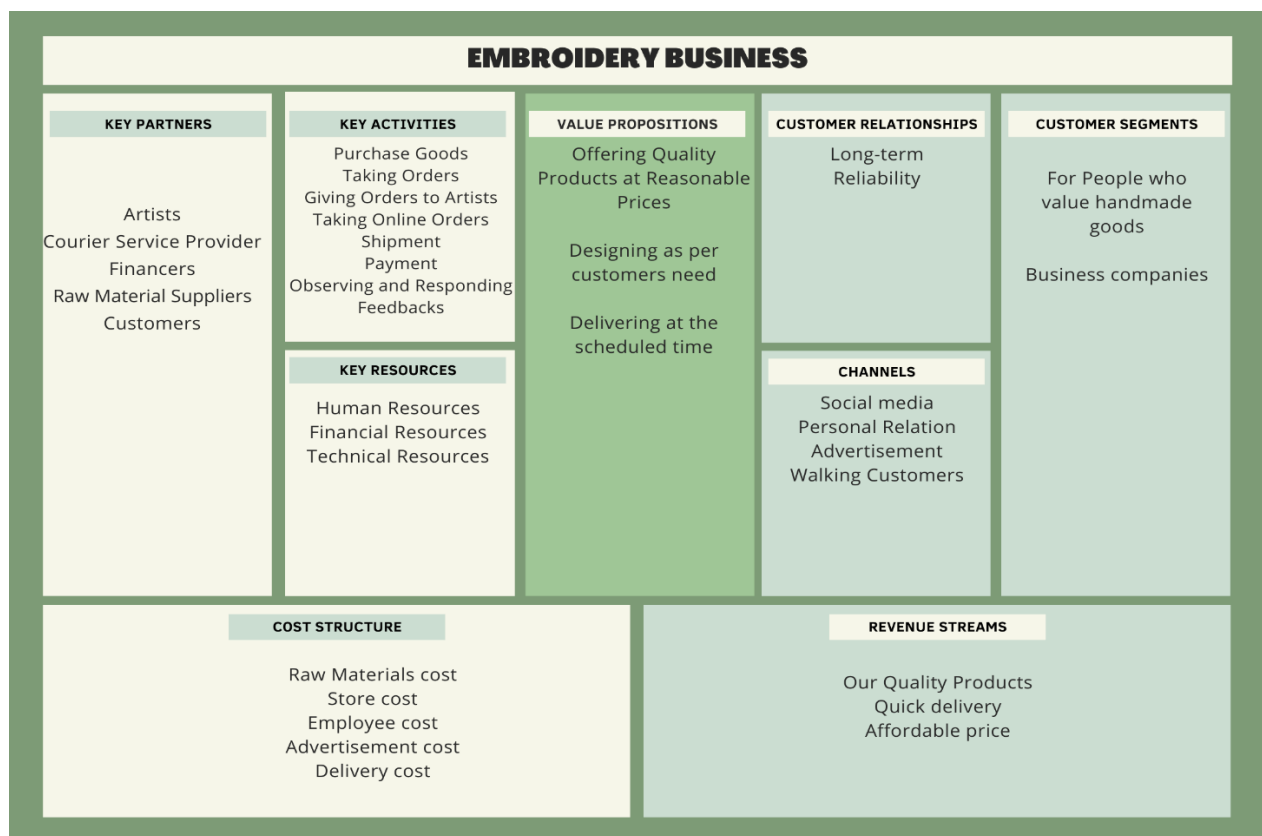 EMBROIDERY BUSINESS
KEY PARTNERS
Artists
Courier Service Provider
Financers
Raw Material Suppliers
Customers
KEY ACTIVITIES
Purchase Goods
Taking Orders
Giving Orders to Artists
Taking Online Orders
Shipment
Payment
Observing and Responding
Feedbacks
KEY RESOURCES
Human Resources
Financial Resources
Technical Resources
VALUE PROPOSITIONS
Offering Quality
Products at Reasonable
Prices
Designing as per
customers need
Delivering at the
scheduled time
CUSTOMER RELATIONSHIPS
Long-term
Reliability
CHANNELS
Social media
Personal Relation
Advertisement
Walking Customers
CUSTOMER SEGMENTS
For People who
value handmade
goods
Business companies
COST STRUCTURE
Raw Materials cost
Store cost
Employee cost
Advertisement cost
Delivery cost
REVENUE STREAMS
Our Quality Products
Quick delivery
Affordable price